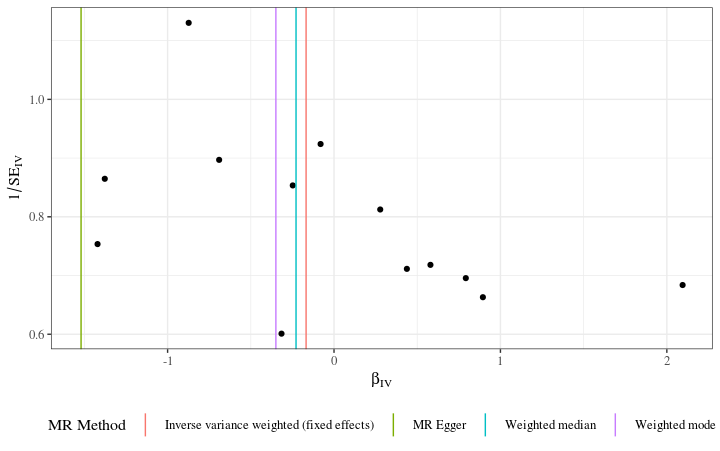 1/SE_IV
1.0
0.8
0.6
-1
0
1
2
β_IV
MR Method
Inverse variance weighted (fixed effects)
MR Egger
Weighted median
Weighted mode